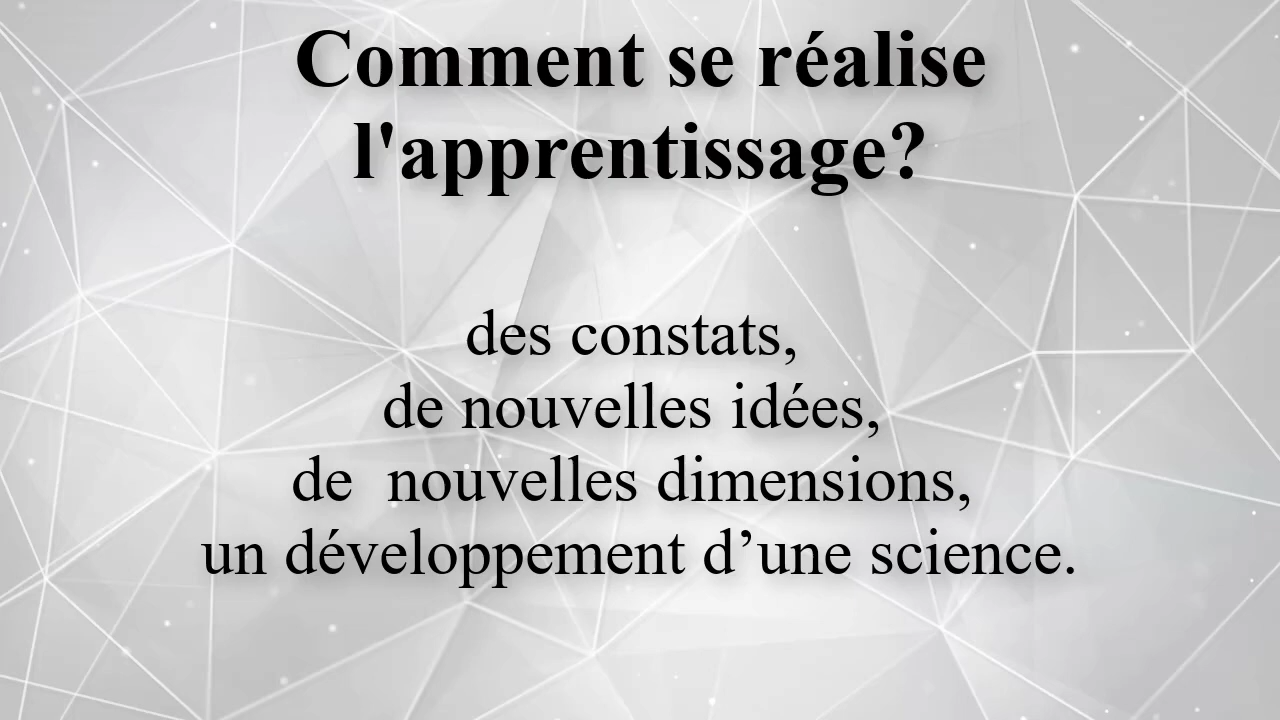 Comment se réalise
l'apprentissage?
des constats,
de nouvelles idées,
de  nouvelles dimensions,
un développement d’une science.